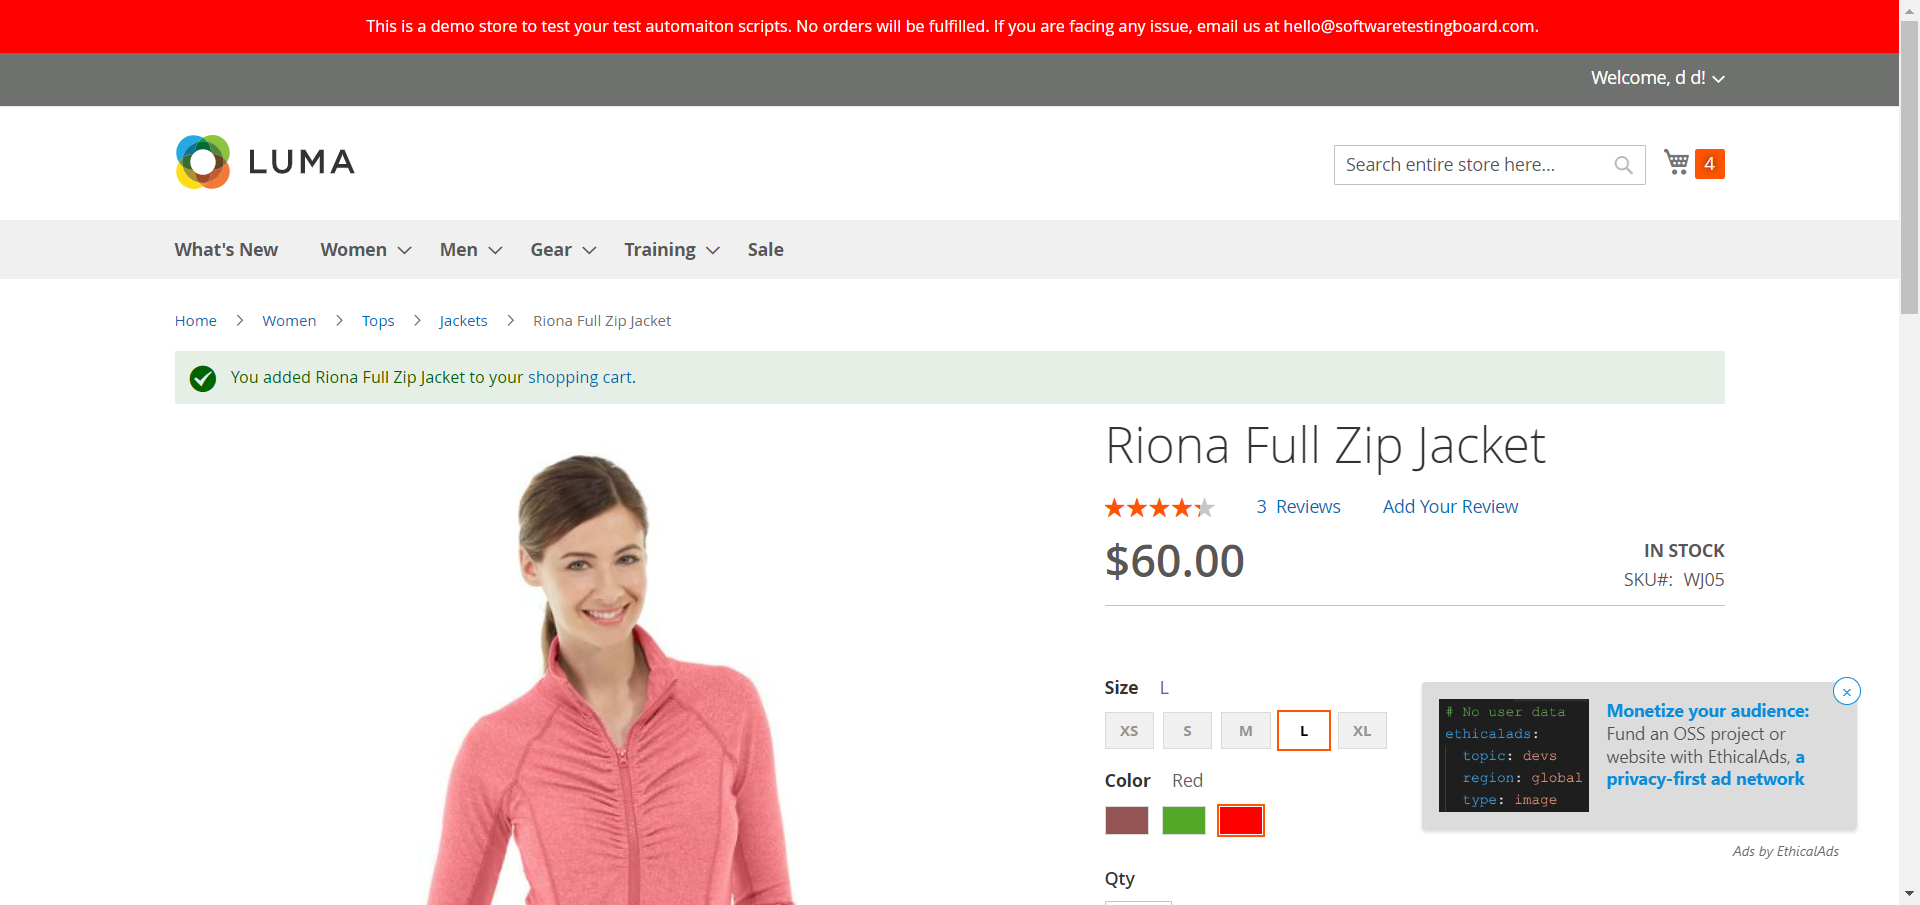 This is a demo store to test your test automaiton scripts. No orders will be fulfilled. If you are facing any issue, email us at hello@softwaretestingboard.com.
Welcome, d d!
LUMA
Search entire store here...
4
What's New Women Men Gear Training Sale
Home Women Tops Jackets Riona Full Zip Jacket
You added Riona Full Zip Jacket to your shopping cart.
Riona Full Zip Jacket
3 Reviews Add Your Review
$60.00
IN STOCK
SKU#: WJ05
Size L
XS S M L XL
Color Red
Qty
# No user data
ethicalads:
topic: devs
region: global
type: image
Monetize your audience:
Fund an OSS project or
website with EthicalAds, a
privacy-first ad network
Ads by EthicalAds